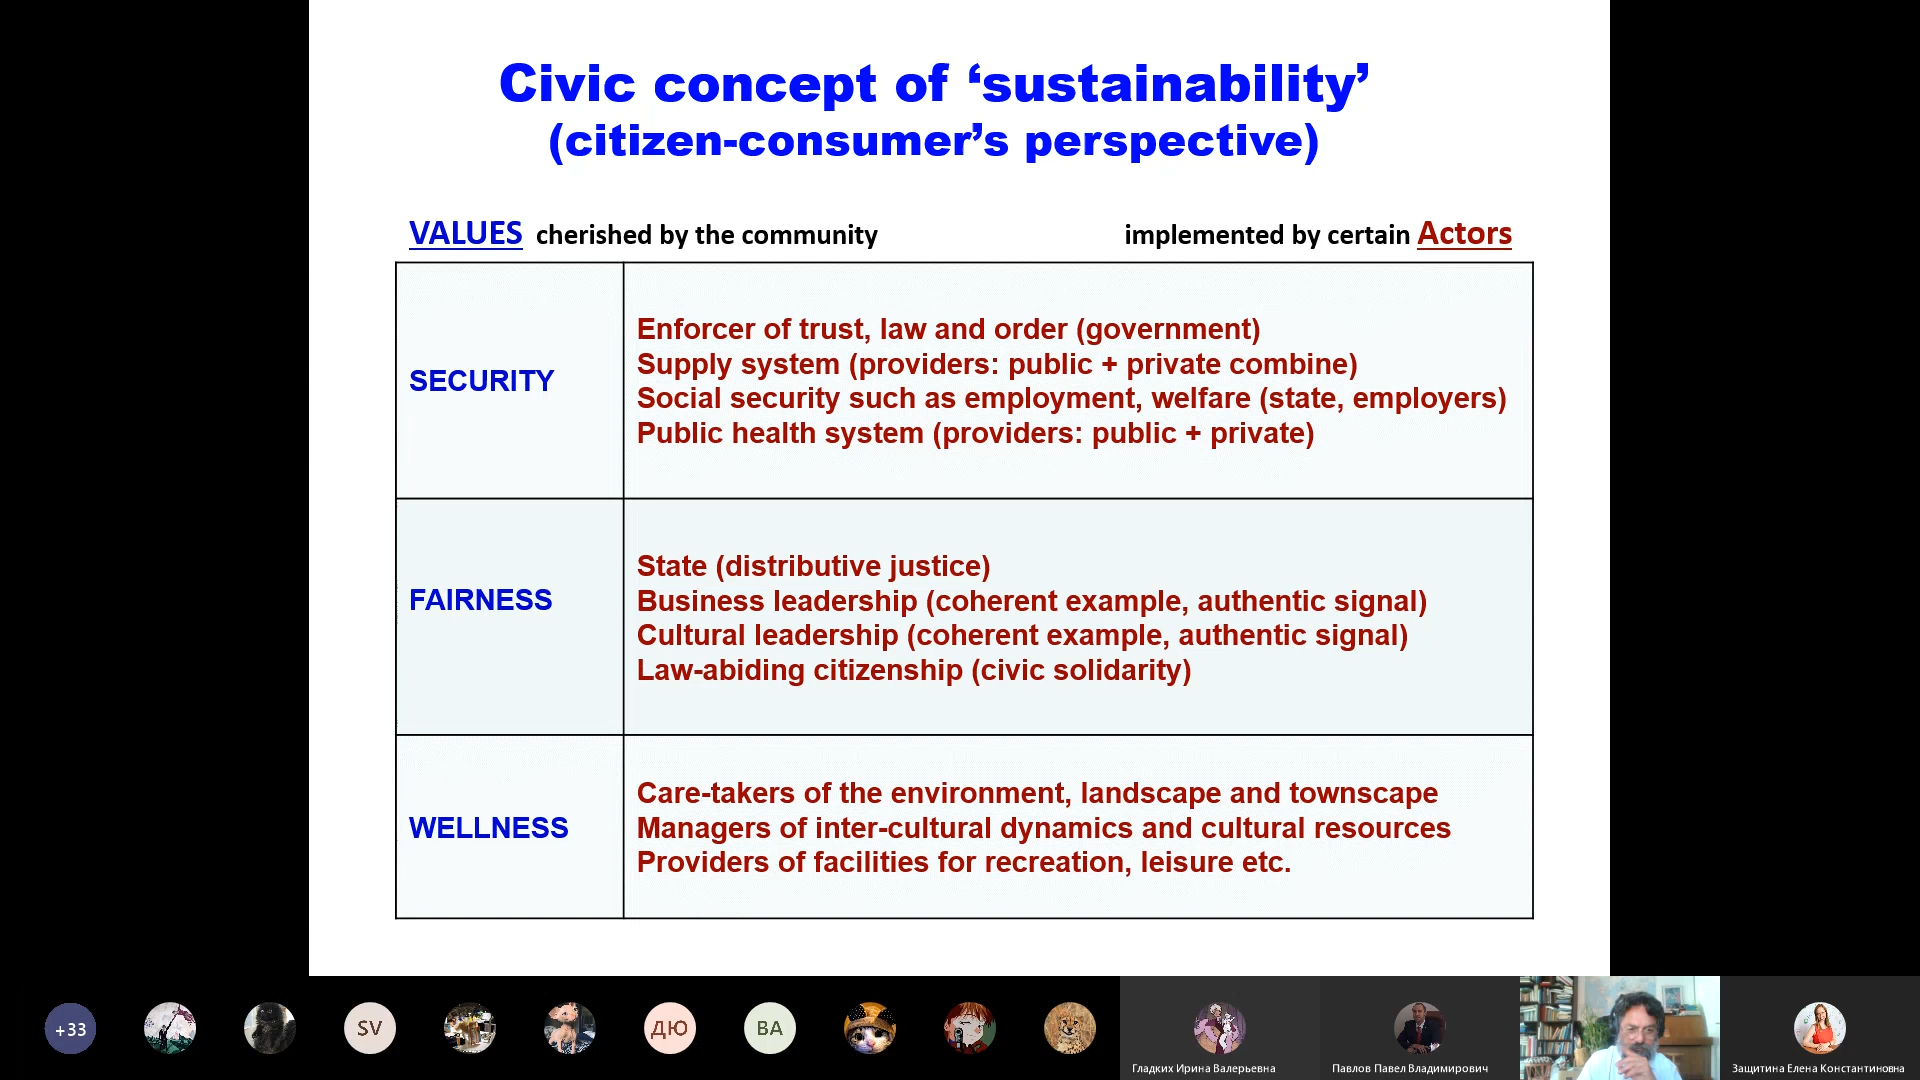 Civic concept of ‘sustainability’
(citizen-consumer’s perspective)
VALUES cherished by the community
implemented by certain Actors
SECURITY
Enforcer of trust, law and order (government)
Supply system (providers: public + private combine)
Social security such as employment, welfare (state, employers)
Public health system (providers: public + private)
FAIRNESS
State (distributive justice)
Business leadership (coherent example, authentic signal)
Cultural leadership (coherent example, authentic signal)
Law-abiding citizenship (civic solidarity)
WELLNESS
Care-takers of the environment, landscape and townscape
Managers of inter-cultural dynamics and cultural resources
Providers of facilities for recreation, leisure etc.
+33
SV
ДЮ
BA
Гладких Ирина Валерьевна
Павлов Павел Владимирович
Защитина Елена Константиновна